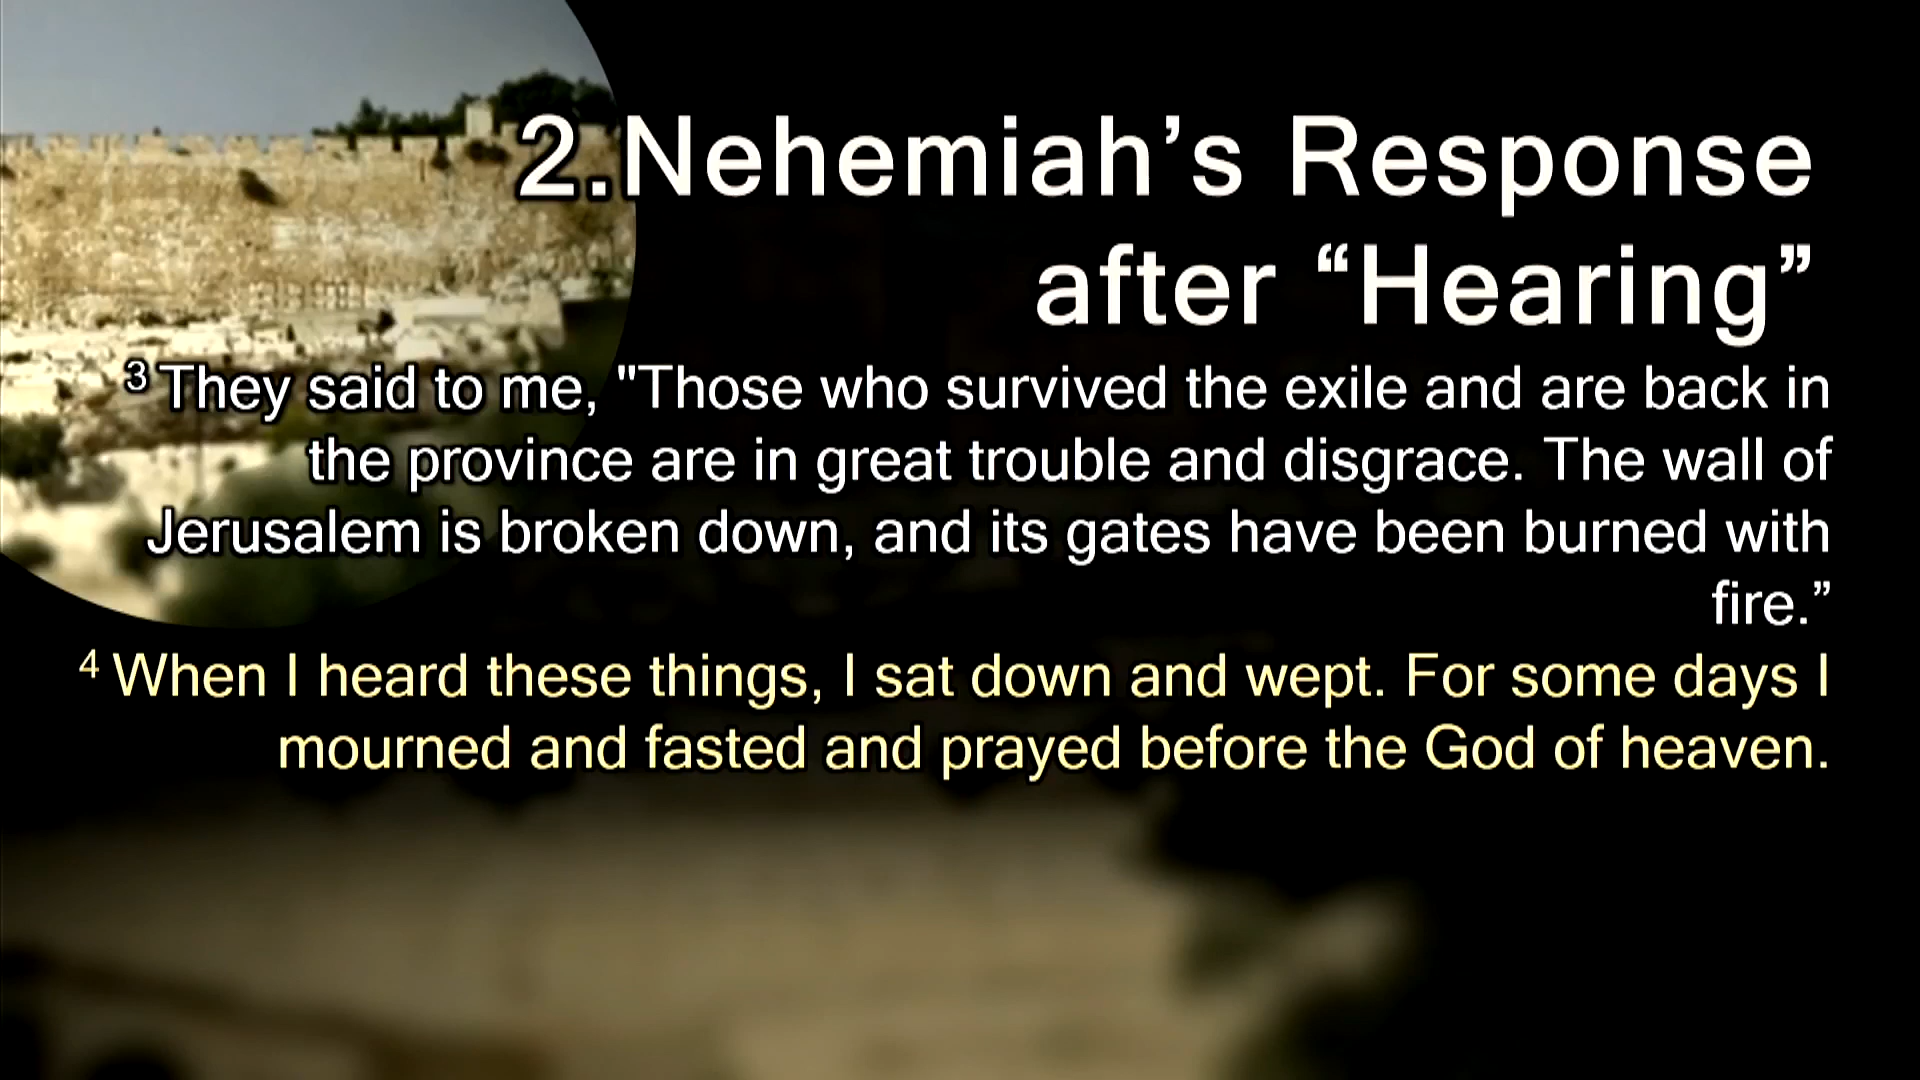 2.Nehemiah’s Response
after “Hearing”
3 They said to me, "Those who survived the exile and are back in
the province are in great trouble and disgrace. The wall of
Jerusalem is broken down, and its gates have been burned with
fire.”
4 When I heard these things, I sat down and wept. For some days I
mourned and fasted and prayed before the God of heaven.